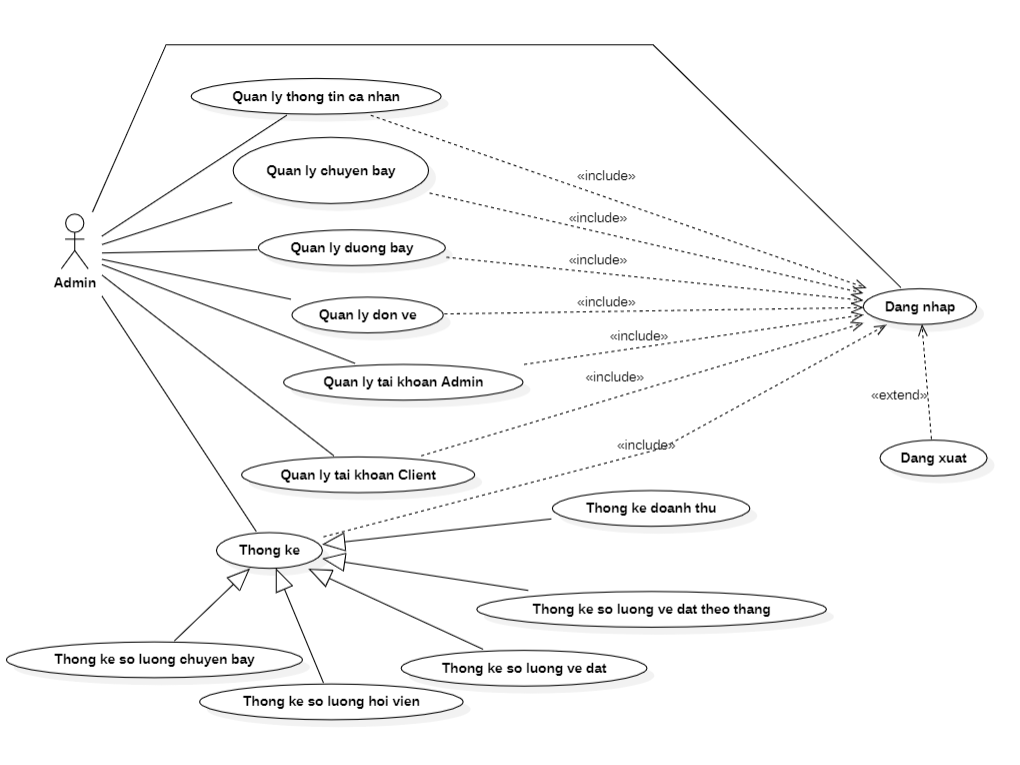 Quan ly thong tin ca nhan
Quan ly chuyen bay
«include»
«include»
Quan ly duong bay
«include»
Admin
Quan ly don ve
«include»
Dang nhap
«include»
Quan ly tai khoan Admin
«include»
«extend»
«include»
Dang xuat
Quan ly tai khoan Client
Thong ke doanh thu
Thong ke
Thong ke so luong ve dat theo thang
Thong ke so luong chuyen bay
Thong ke so luong ve dat
Thong ke so luong hoi vien